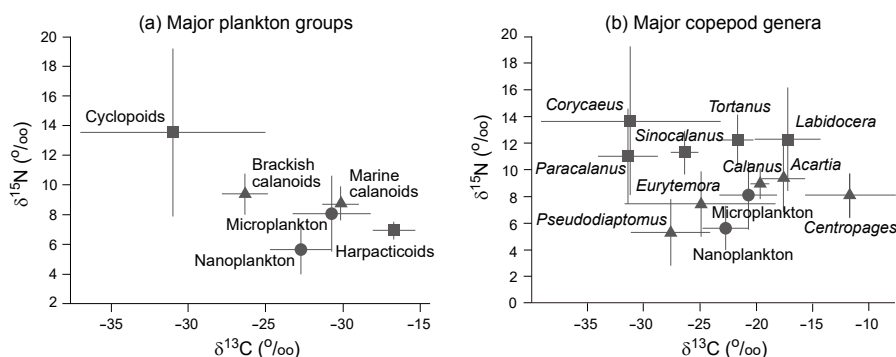 (a) Major plankton groups
20
18
16
14
12
10
8
6
4
2
δ15N (o/oo)
Cyclopoids
Brackish
calanoids
Marine
calanoids
Microplankton
Nanoplankton
Harpacticoids
−35
−30
−25
−30
−15
δ13C (o/oo)
(b) Major copepod genera
20
18
16
14
12
10
8
6
4
2
0
δ15N (o/oo)
Corycaeus
Tortanus
Sinocalanus
Labidocera
Paracalanus
Calanus
Acartia
Eurytemora
Pseudodiaptomus
Microplankton
Centropages
Nanoplankton
−40
−35
−30
−25
−20
−15
−10
δ13C (o/oo)